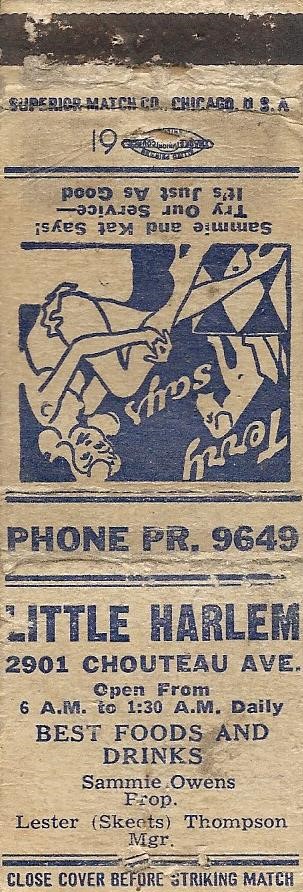 SUPERIOR MATCH CO., CHICAGO, U.S.A
19
Sammie and Kat Says!
Try Our Service—
It's Just As Good
Tony
says
PHONE PR. 9649
LITTLE HARLEM
2901 CHOUTEAU AVE.
Open From
6 A.M. to 1:30 A.M. Daily
BEST FOODS AND
DRINKS
Sammie Owens
Prop.
Lester (Skeets) Thompson
Mgr.
CLOSE COVER BEFORE STRIKING MATCH